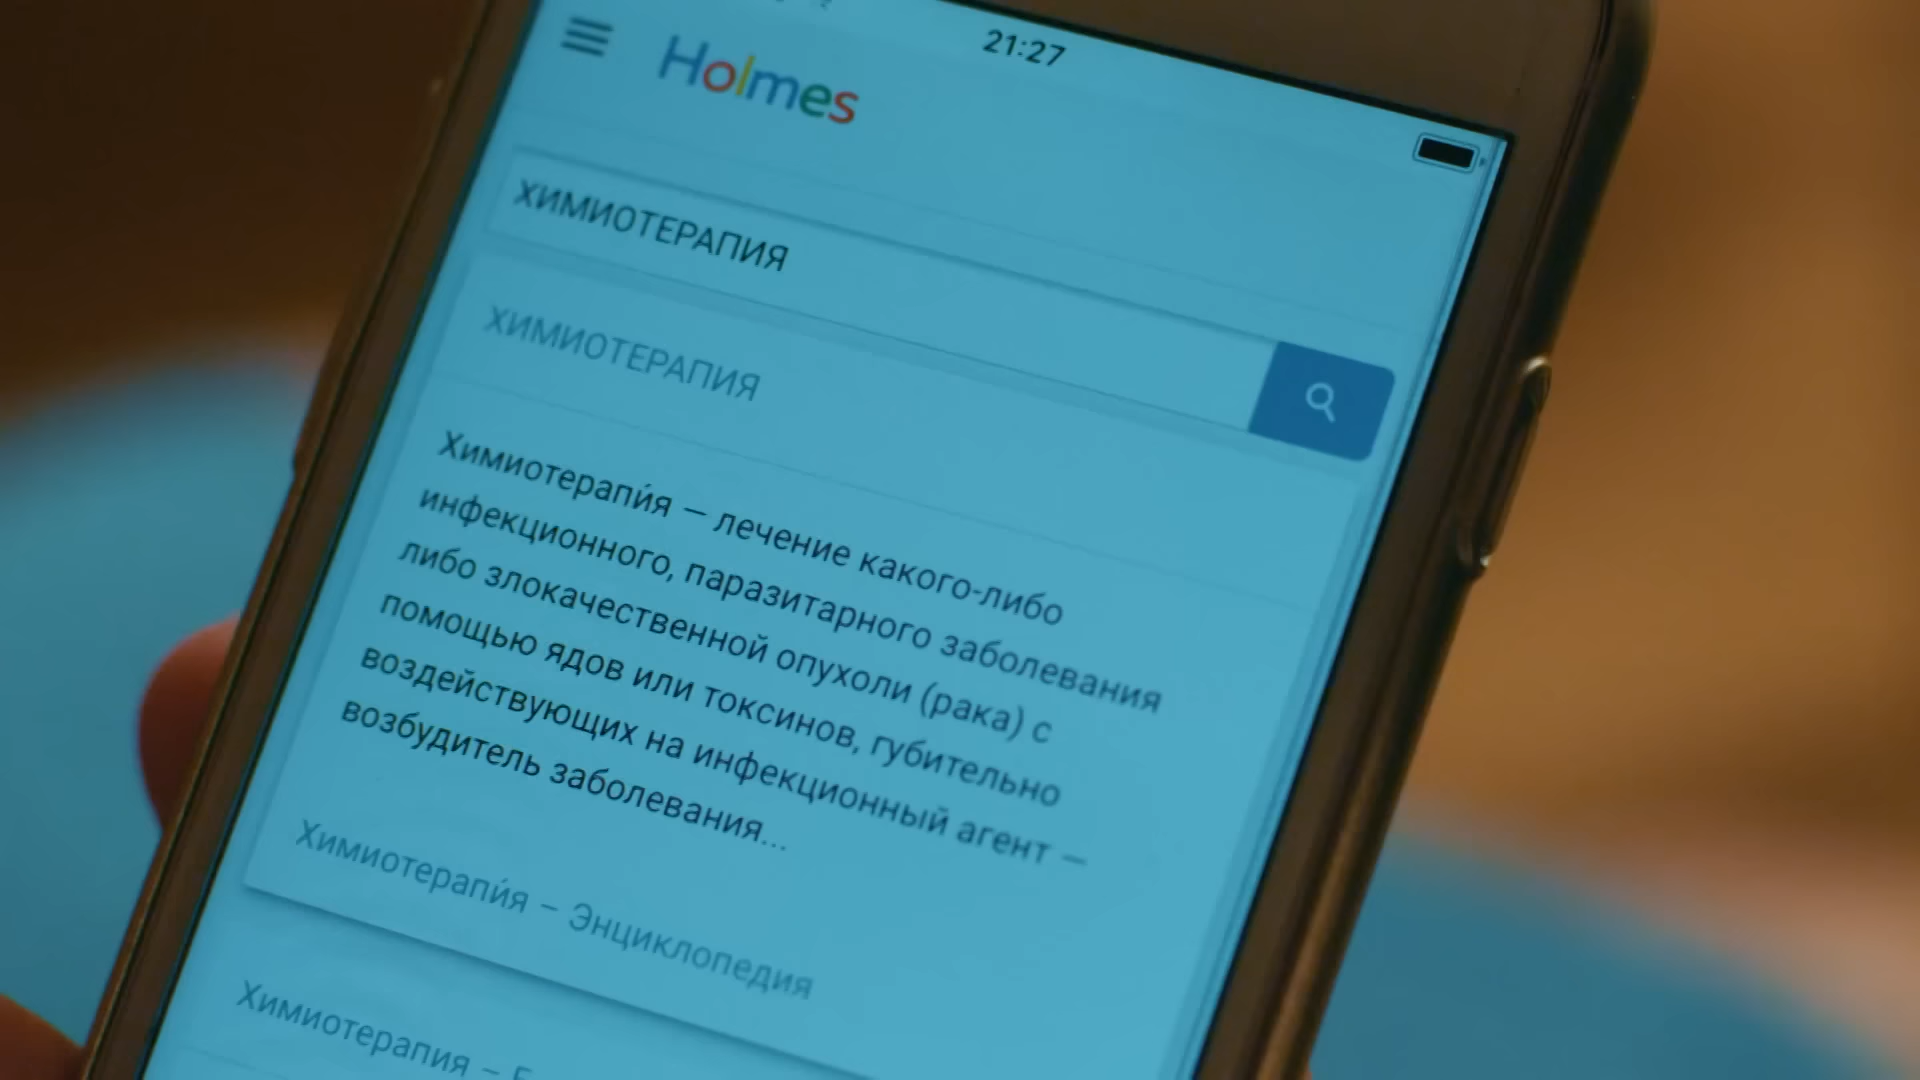 21:27
Holmes
ХИМИОТЕРАПИЯ
ХИМИОТЕРАПИЯ
Химиотерапи́я – лечение какого-либо
инфекционного, паразитарного заболевания
либо злокачественной опухоли (рака) с
помощью ядов или токсинов, губительно
воздействующих на инфекционный агент –
возбудитель заболевания...
Химиотерапи́я – Энциклопедия
Химиотерапия –